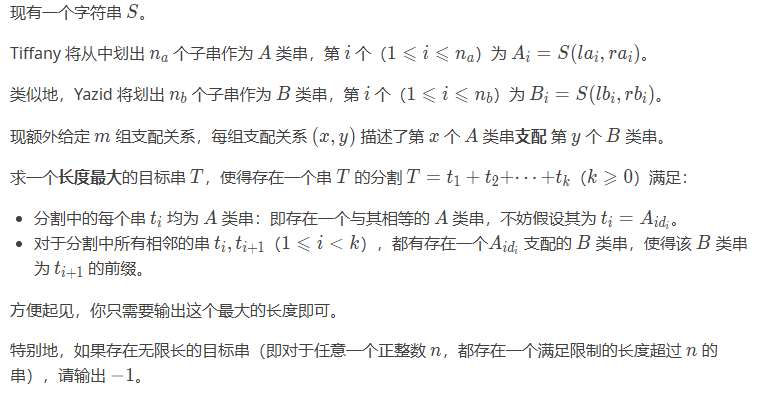 现有一个字符串 $S$。
Tiffany 将从中划出 $n_a$ 个子串作为 $A$ 类串，第 $i$ 个（$1 \leqslant i \leqslant n_a$）为 $A_i = S(la_i, ra_i)$。
类似地，Yazid 将划出 $n_b$ 个子串作为 $B$ 类串，第 $i$ 个（$1 \leqslant i \leqslant n_b$）为 $B_i = S(lb_i, rb_i)$。
现额外给定 $m$ 组支配关系，每组支配关系 $(x, y)$ 描述了第 $x$ 个 $A$ 类串支配 第 $y$ 个 $B$ 类串。
求一个长度最大的目标串 $T$，使得存在一个串 $T$ 的分割 $T = t_1 + t_2 + \cdots + t_k$（$k \geqslant 0$）满足：
• 分割中的每个串 $t_i$ 均为 $A$ 类串：即存在一个与其相等的 $A$ 类串，不妨假设其为 $t_i = A_{id_i}$。
• 对于分割中所有相邻的串 $t_i, t_{i+1}$（$1 \leqslant i < k$），都有存在一个$A_{id_i}$ 支配的 $B$ 类串，使得该 $B$ 类串
为 $t_{i+1}$ 的前缀。
方便起见，你只需要输出这个最大的长度即可。
特别地，如果存在无限长的目标串（即对于任意一个正整数 $n$，都存在一个满足限制的长度超过 $n$ 的
串），请输出 $-1$。